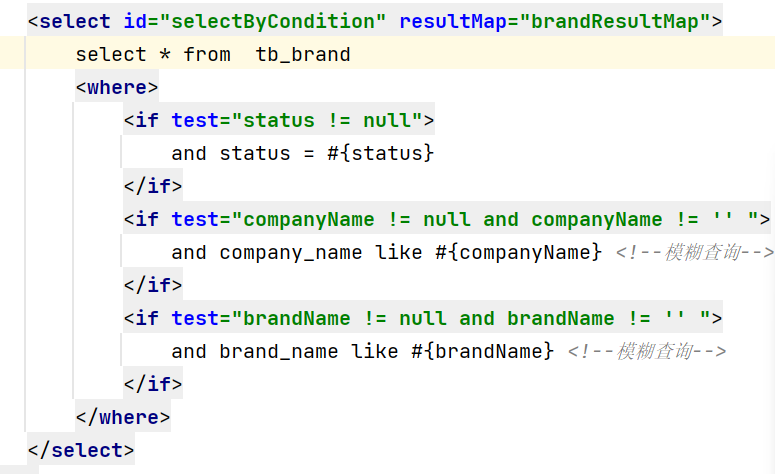 <select id="selectByCondition" resultMap="brandResultMap">
    select * from  tb_brand
    <where>
        <if test="status != null">
            and status = #{status}
        </if>
        <if test="companyName != null and companyName != '' ">
            and company_name like #{companyName} <!--模糊查询-->
        </if>
        <if test="brandName != null and brandName != '' ">
            and brand_name like #{brandName} <!--模糊查询-->
        </if>
    </where>
</select>